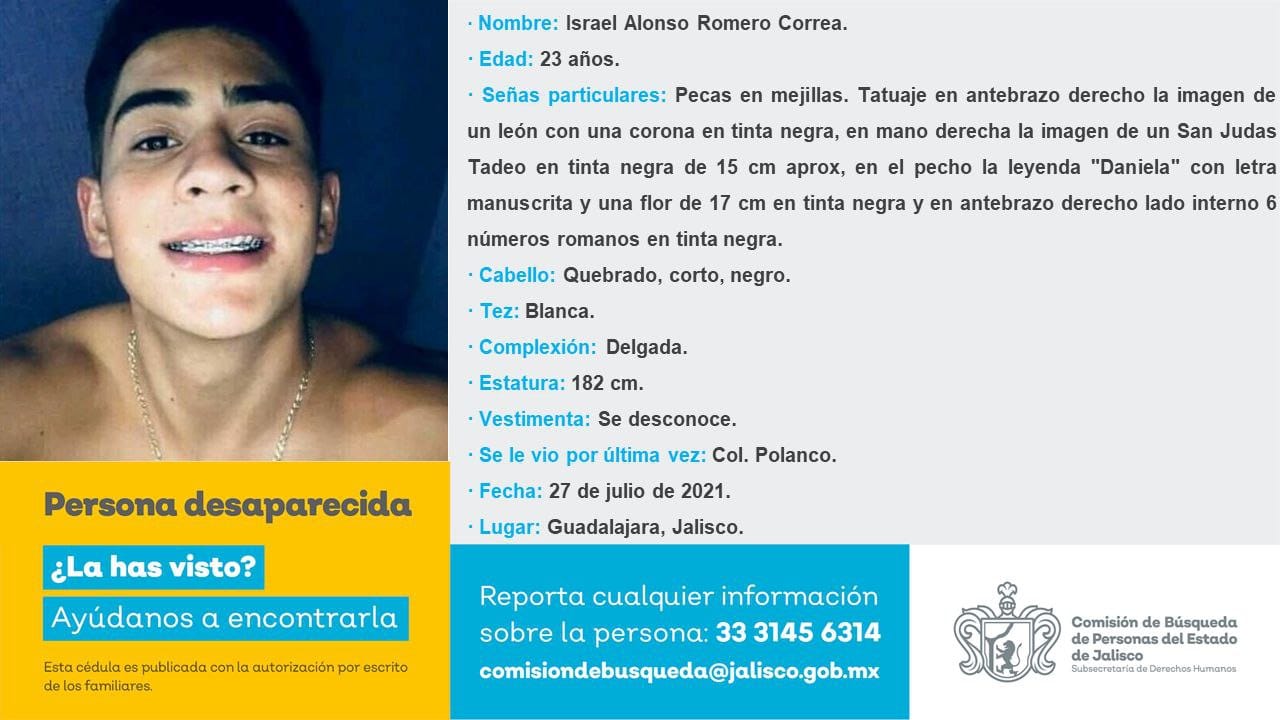 · Nombre: Israel Alonso Romero Correa.
· Edad: 23 años.
· Señas particulares: Pecas en mejillas. Tatuaje en antebrazo derecho la imagen de
un león con una corona en tinta negra, en mano derecha la imagen de un San Judas
Tadeo en tinta negra de 15 cm aprox, en el pecho la leyenda "Daniela" con letra
manuscrita y una flor de 17 cm en tinta negra y en antebrazo derecho lado interno 6
números romanos en tinta negra.
· Cabello: Quebrado, corto, negro.
· Tez: Blanca.
· Complexión: Delgada.
· Estatura: 182 cm.
· Vestimenta: Se desconoce.
· Se le vio por última vez: Col. Polanco.
· Fecha: 27 de julio de 2021.
· Lugar: Guadalajara, Jalisco.
Persona desaparecida
¿La has visto?
Ayúdanos a encontrarla
Esta cédula es publicada con la autorización por escrito
de los familiares.
Reporta cualquier información
sobre la persona: 33 3145 6314
comisiondebusqueda@jalisco.gob.mx
Comisión de Búsqueda
de Personas del Estado
de Jalisco
Subsecretaría de Derechos Humanos